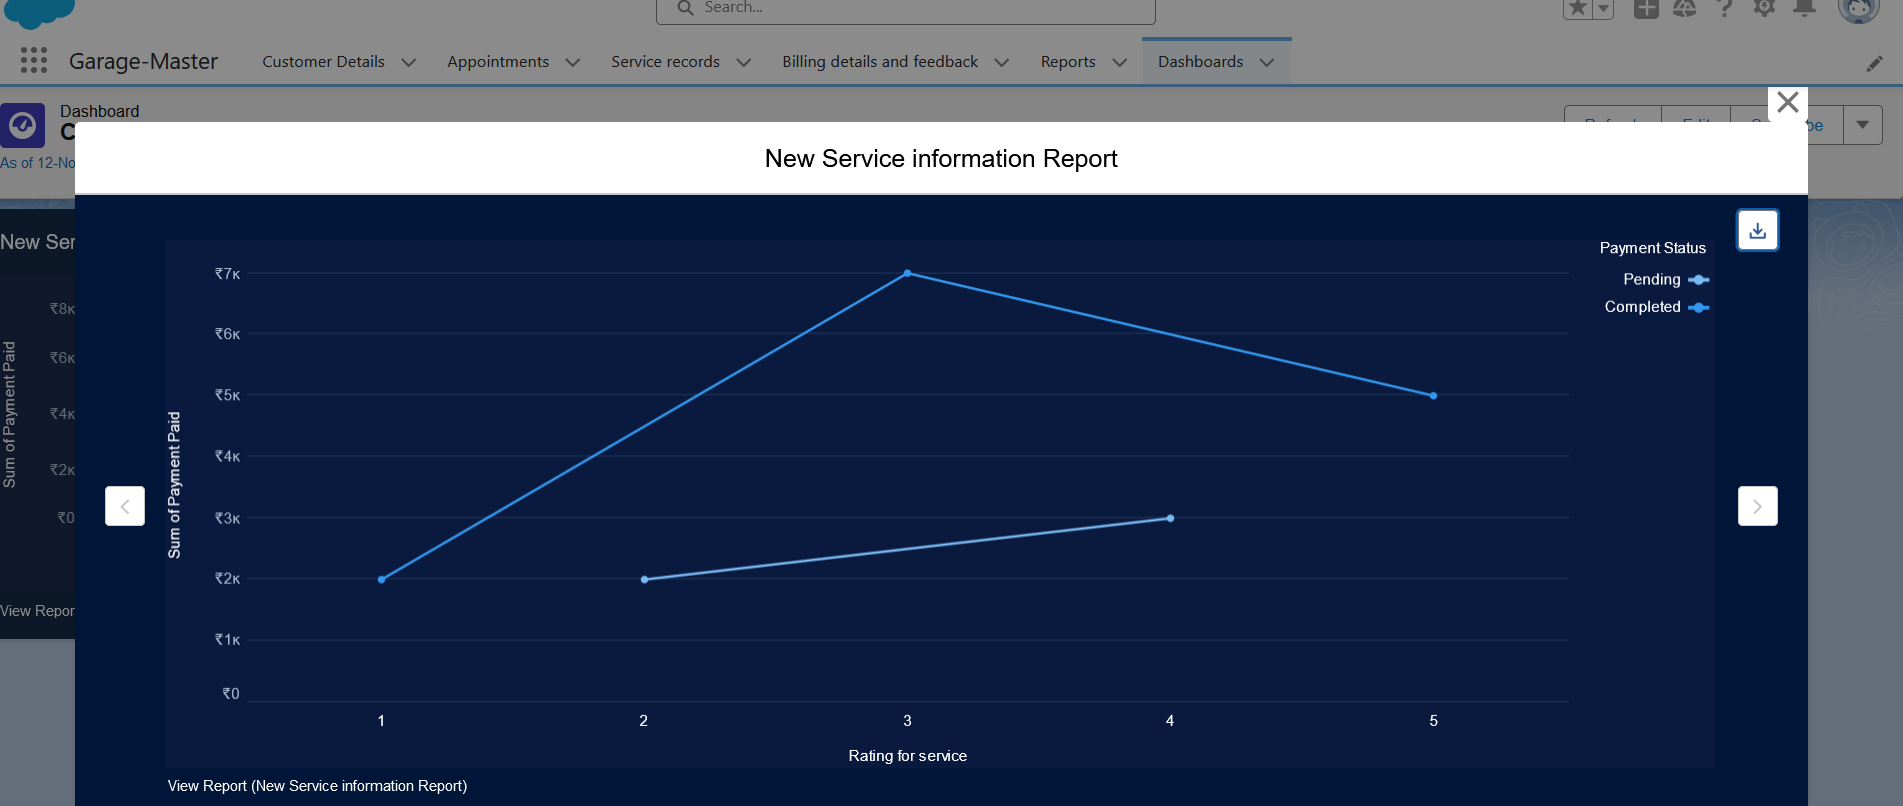 Search...
Garage-Master
Customer Details
Appointments
Service records
Billing details and feedback
Reports
Dashboards
Dashboard
C
As of 12-No
be
New Service information Report
New Ser
₹8K
₹6K
₹4K
₹2K
₹0
Sum of Payment Paid
View Repor
Payment Status
Pending
Completed
₹7K
₹6K
₹5K
₹4K
₹3K
₹2K
₹1K
₹0
Sum of Payment Paid
1 2 3 4 5
Rating for service
View Report (New Service information Report)